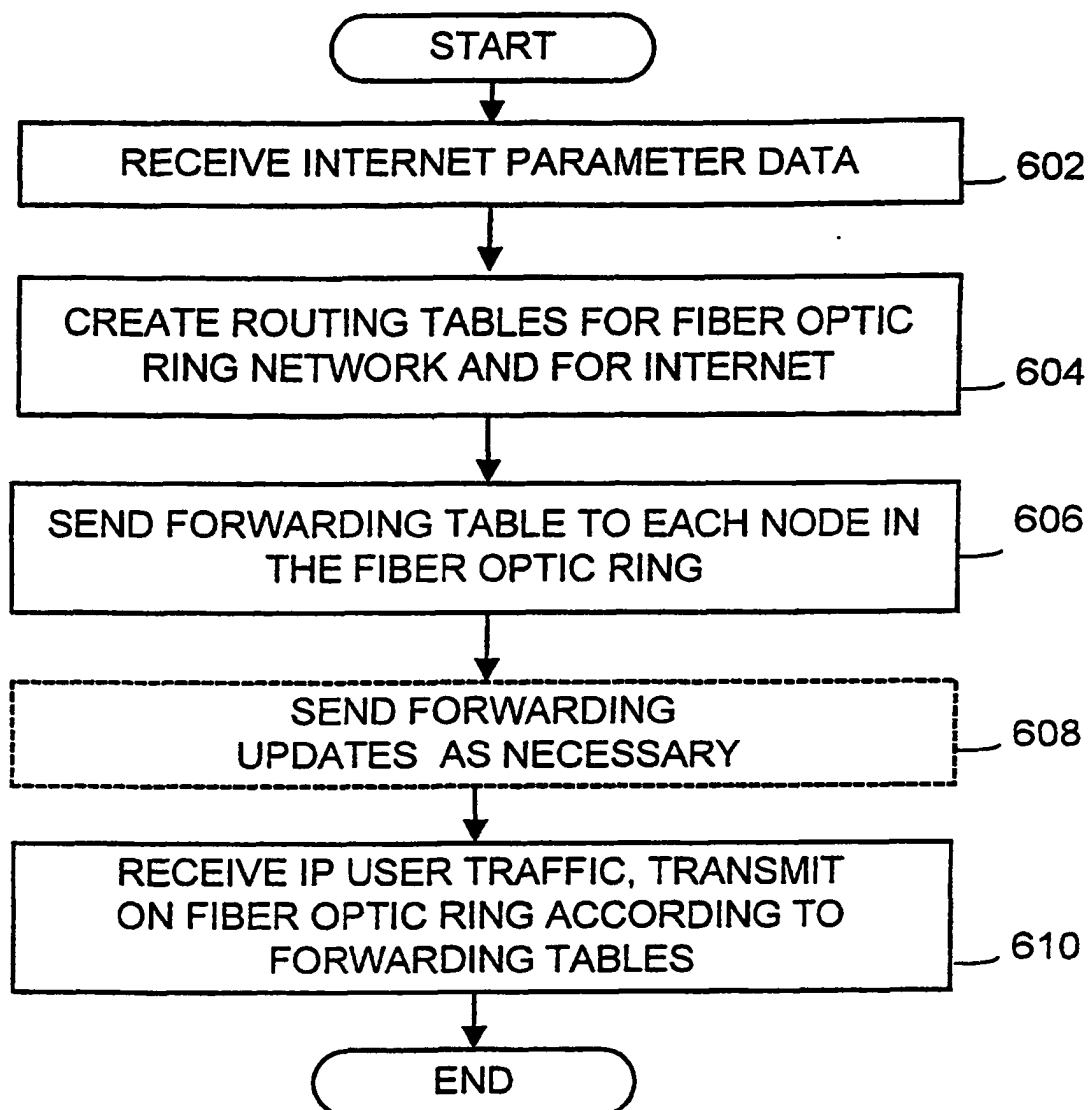 START
RECEIVE INTERNET PARAMETER DATA
602
CREATE ROUTING TABLES FOR FIBER OPTIC
RING NETWORK AND FOR INTERNET
604
SEND FORWARDING TABLE TO EACH NODE IN
THE FIBER OPTIC RING
606
SEND FORWARDING
UPDATES AS NECESSARY
608
RECEIVE IP USER TRAFFIC, TRANSMIT
ON FIBER OPTIC RING ACCORDING TO
FORWARDING TABLES
610
END